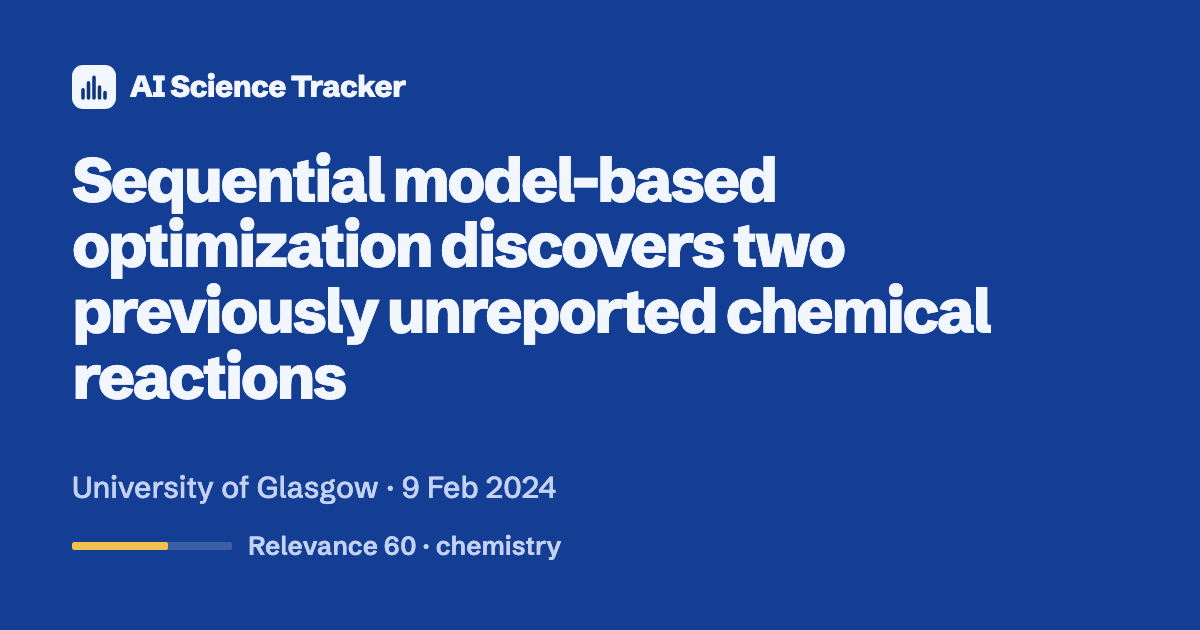 AI Science Tracker
Sequential model-based
optimization discovers two
previously unreported chemical
reactions
University of Glasgow · 9 Feb 2024
Relevance 60 · chemistry